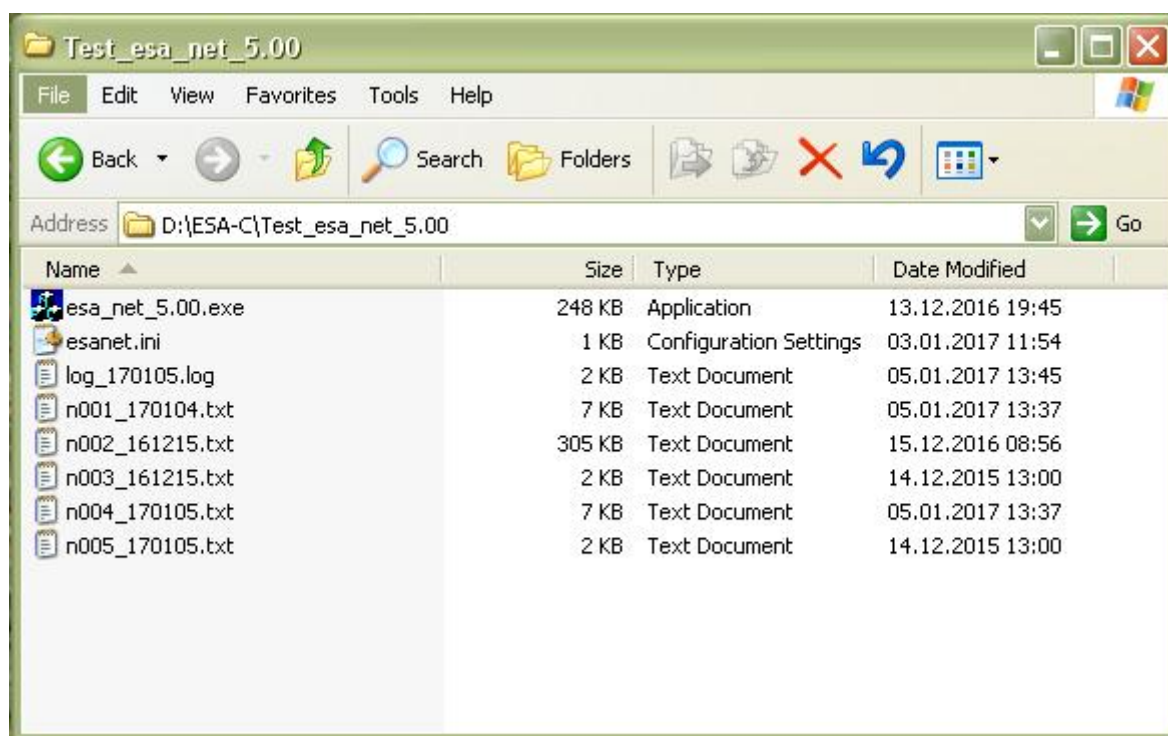 Test_esa_net_5.00
File Edit View Favorites Tools Help
Back Search Folders
Address D:\ESA-C\Test_esa_net_5.00 Go
Name Size Type Date Modified
esa_net_5.00.exe 248 KB Application 13.12.2016 19:45
esanet.ini 1 KB Configuration Settings 03.01.2017 11:54
log_170105.log 2 KB Text Document 05.01.2017 13:45
n001_170104.txt 7 KB Text Document 05.01.2017 13:37
n002_161215.txt 305 KB Text Document 15.12.2016 08:56
n003_161215.txt 2 KB Text Document 14.12.2015 13:00
n004_170105.txt 7 KB Text Document 05.01.2017 13:37
n005_170105.txt 2 KB Text Document 14.12.2015 13:00